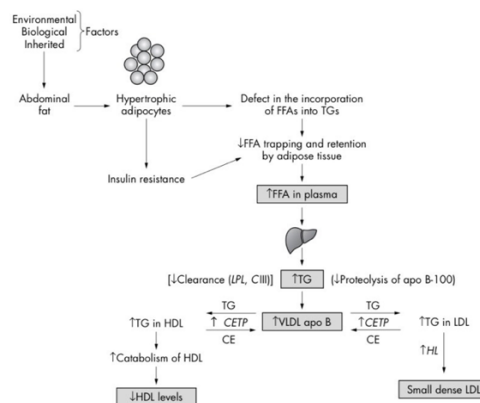 Environmental
Biological
Inherited
Factors
Abdominal
fat
Hypertrophic
adipocytes
Defect in the incorporation
of FFAs into TGs
↓FFA trapping and retention
by adipose tissue
Insulin resistance
↑FFA in plasma
[↓Clearance (LPL, CIII)]
↑TG
(↓Proteolysis of apo B-100)
TG
TG
↑TG in HDL
↑ CETP
↑VLDL apo B
↑CETP
↑TG in LDL
CE
CE
↑Catabolism of HDL
↑HL
↓HDL levels
Small dense LDL